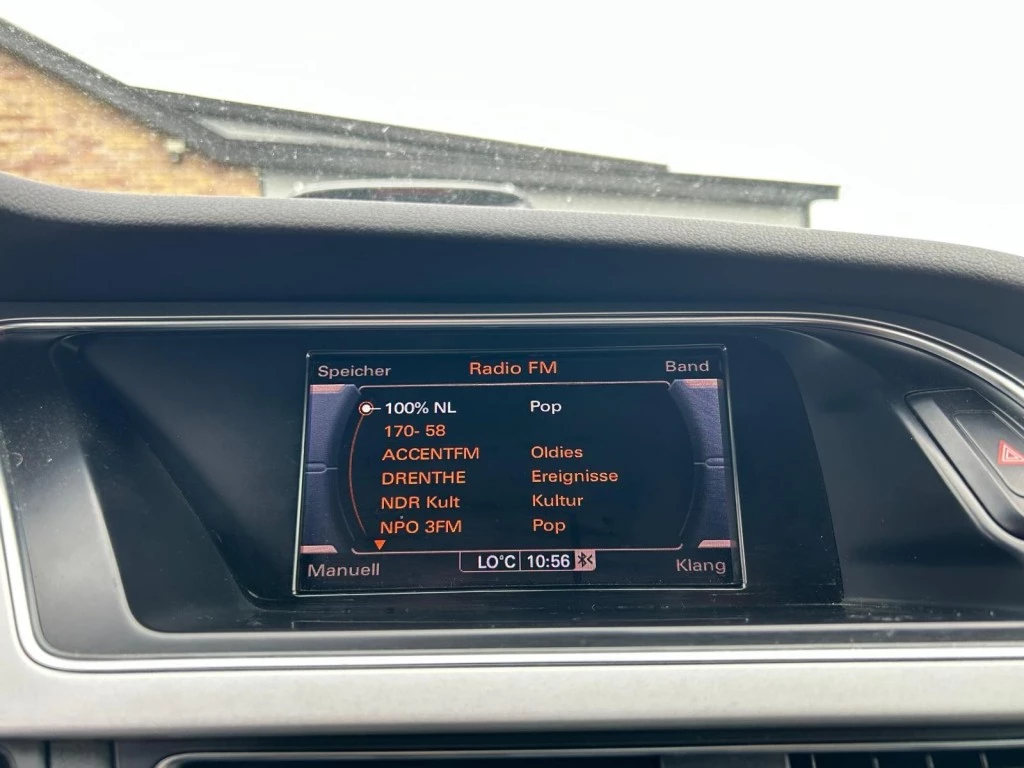 Speicher Radio FM Band
100% NL Pop
170- 58
ACCENTFM Oldies
DRENTHE Ereignisse
NDR Kult Kultur
NPO 3FM Pop
LO°C 10:56
Manuell Klang